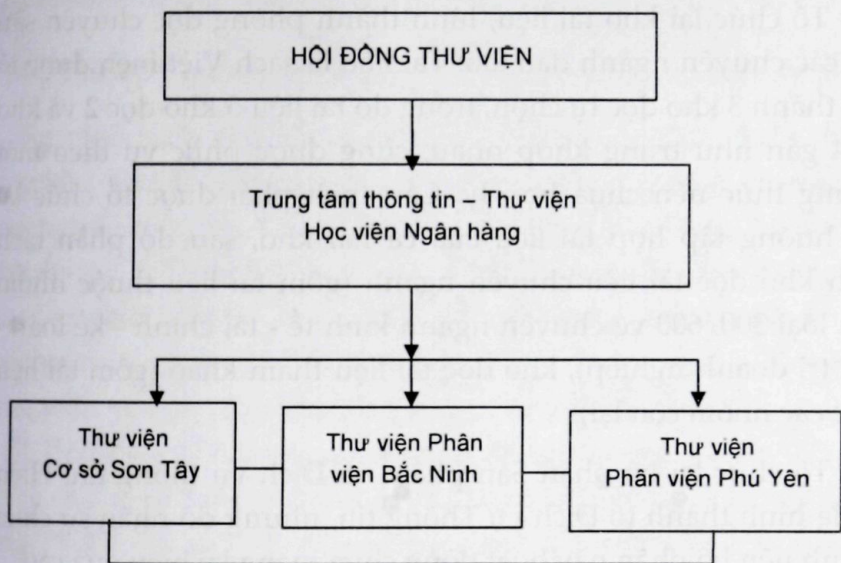 HỘI ĐỒNG THƯ VIỆN
Trung tâm thông tin – Thư viện
Học viện Ngân hàng
Thư viện
Cơ sở Sơn Tây
Thư viện Phân
viện Bắc Ninh
Thư viện
Phân viện Phú Yên